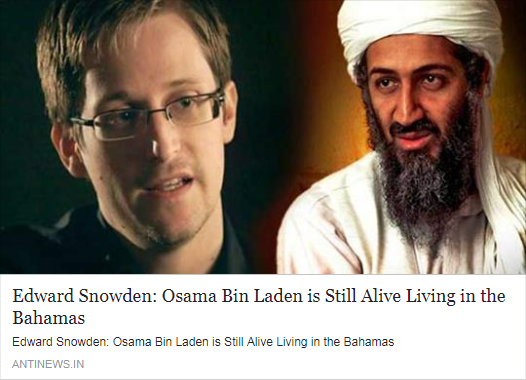 Edward Snowden: Osama Bin Laden is Still Alive Living in the
Bahamas
Edward Snowden: Osama Bin Laden is Still Alive Living in the Bahamas
ANTINEWS.IN